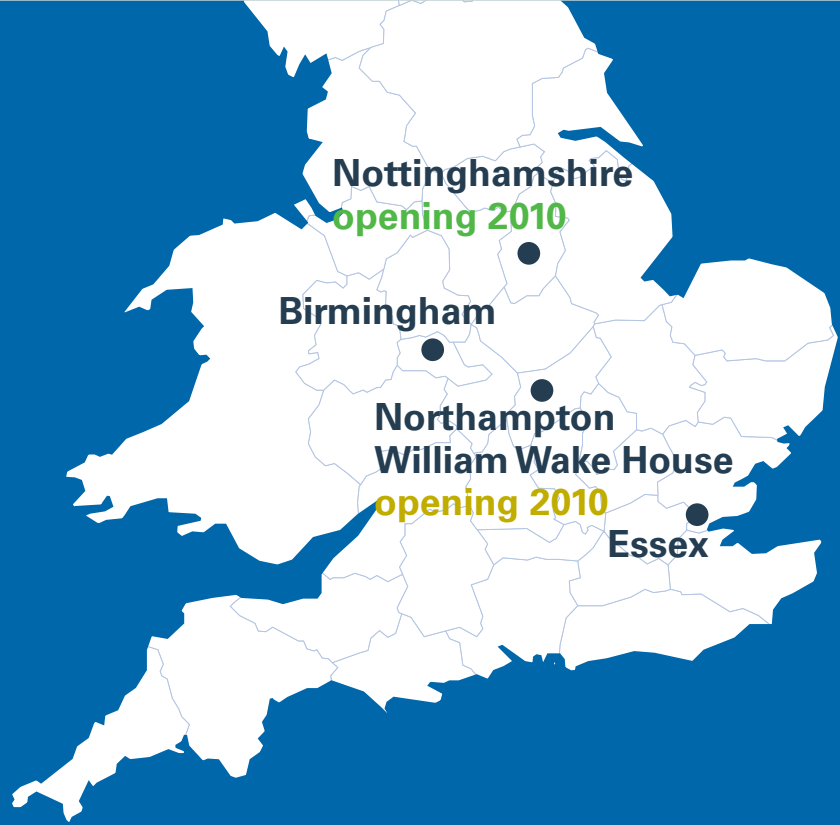 Nottinghamshire
opening 2010
Birmingham
Northampton
William Wake House
opening 2010
Essex